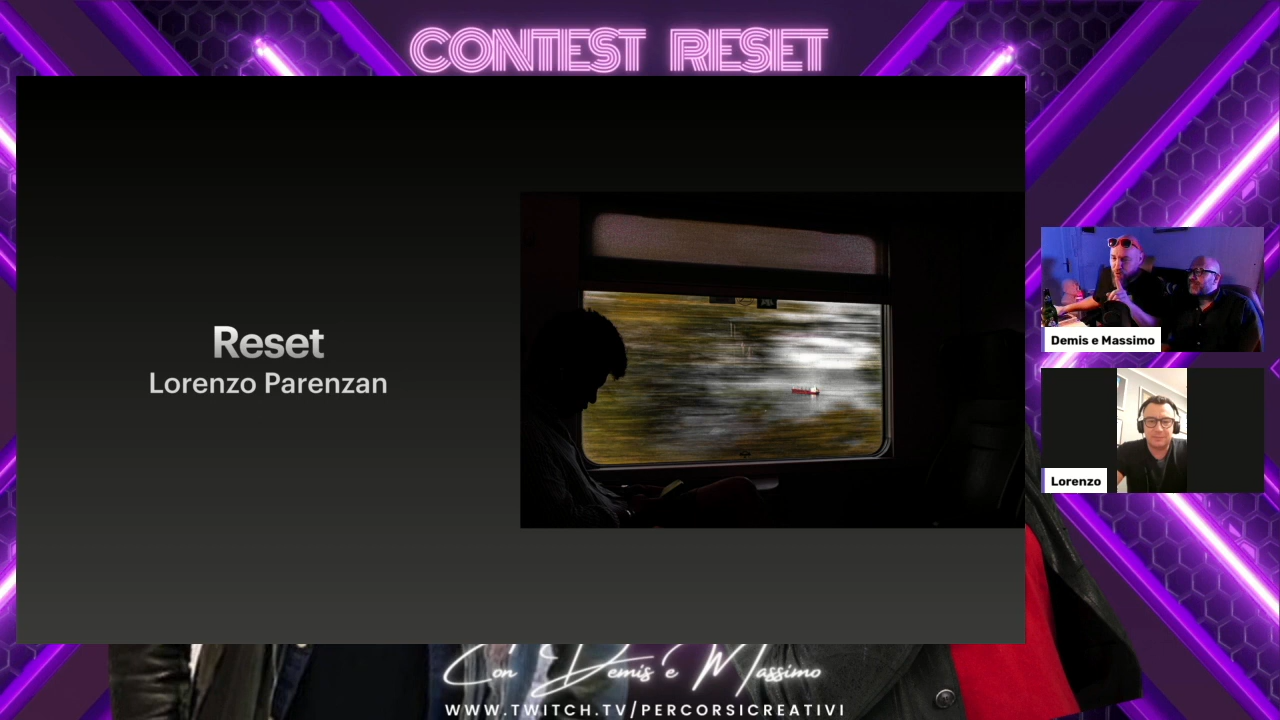 CONTEST RESET
Reset
Lorenzo Parenzan
Demis e Massimo
Lorenzo
Con Demis e Massimo
WWW.TWITCH.TV/PERCORSICREATIVI